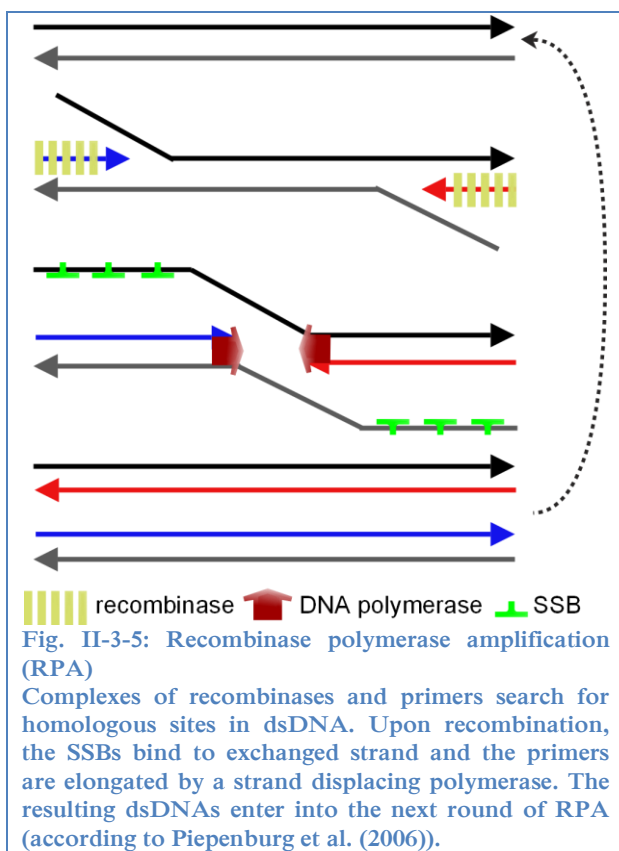 recombinase DNA polymerase SSB
Fig. II-3-5: Recombinase polymerase amplification
(RPA)
Complexes of recombinases and primers search for
homologous sites in dsDNA. Upon recombination,
the SSBs bind to exchanged strand and the primers
are elongated by a strand displacing polymerase. The
resulting dsDNAs enter into the next round of RPA
(according to Piepenburg et al. (2006)).